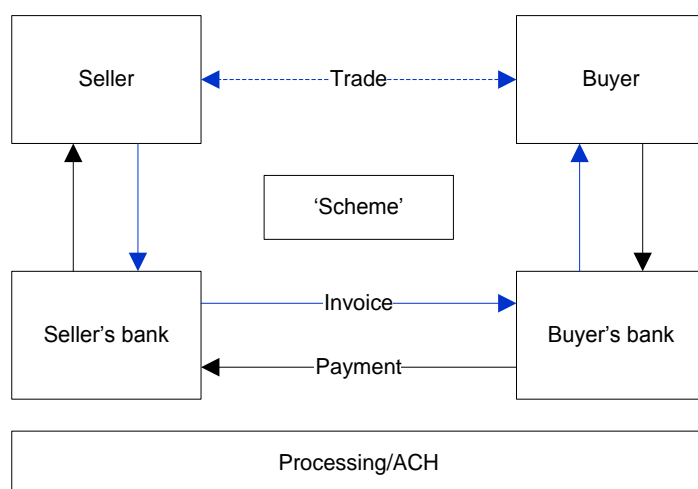 Seller
Trade
Buyer
‘Scheme’
Invoice
Seller’s bank
Buyer’s bank
Payment
Processing/ACH